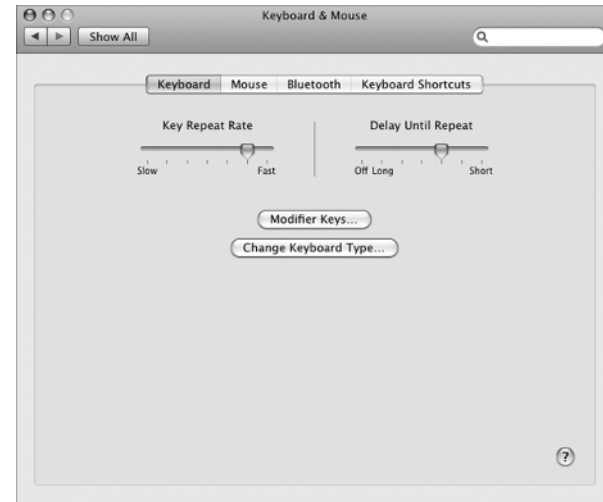 Keyboard & Mouse
Show All
Keyboard Mouse Bluetooth Keyboard Shortcuts
Key Repeat Rate Delay Until Repeat
Slow Fast Off Long Short
Modifier Keys...
Change Keyboard Type...
?